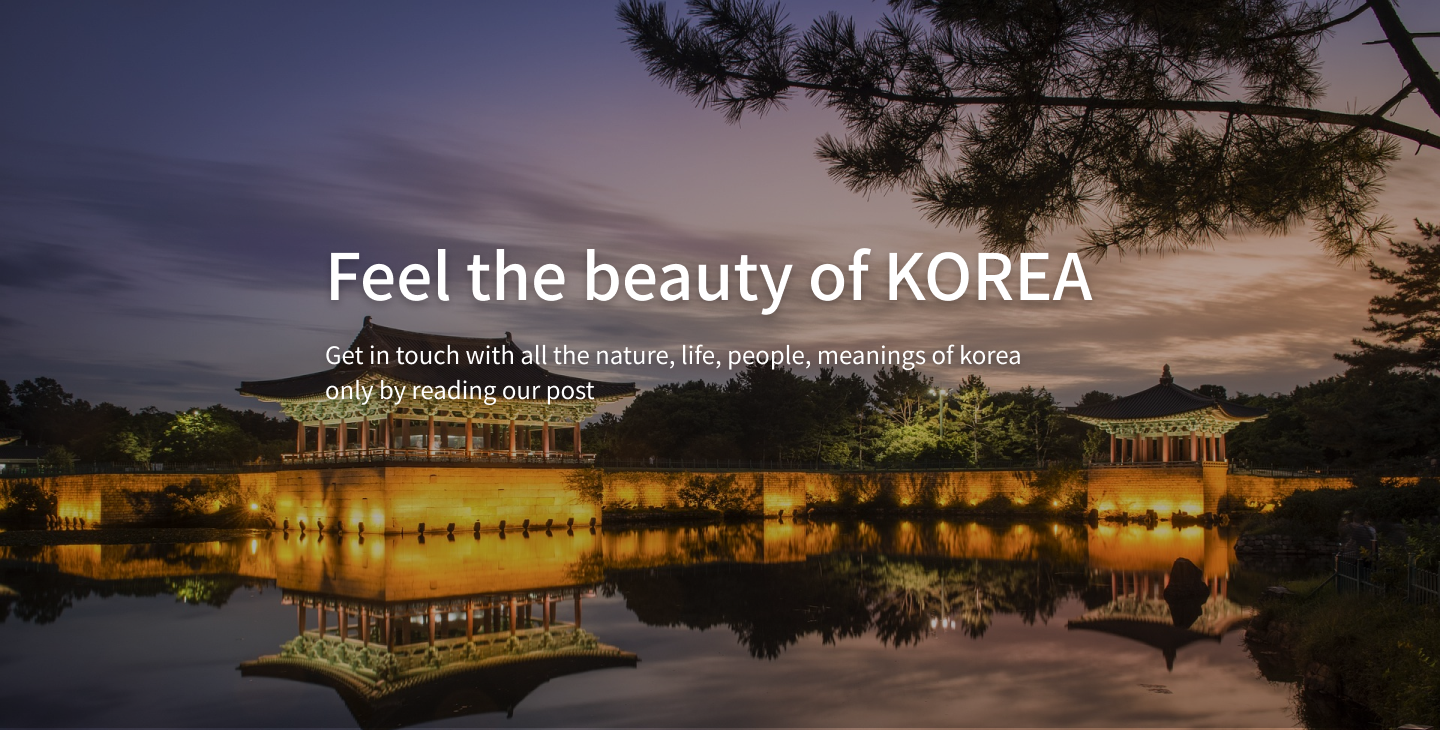 Feel the beauty of KOREA
Get in touch with all the nature, life, people, meanings of korea
only by reading our post